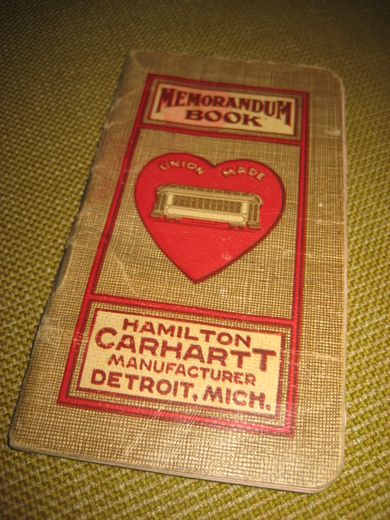 MEMORANDUM
BOOK
UNION MADE
HAMILTON
CARHARTT
MANUFACTURER
DETROIT, MICH.